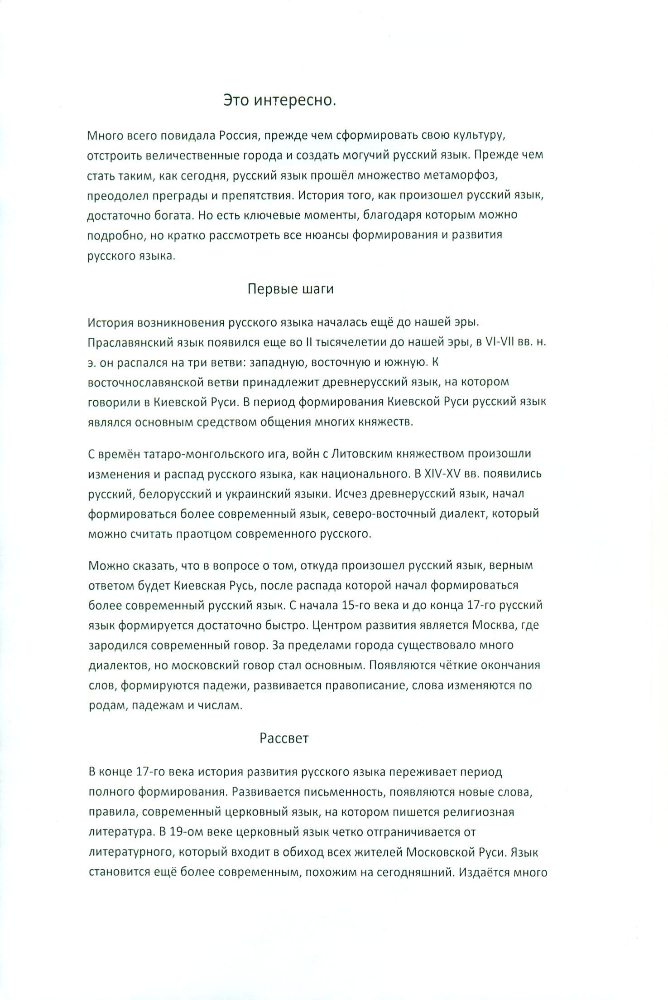 Это интересно.
Много всего повидала Россия, прежде чем сформировать свою культуру,
отстроить величественные города и создать могучий русский язык. Прежде чем
стать таким, как сегодня, русский язык прошёл множество метаморфоз,
преодолел преграды и препятствия. История того, как произошел русский язык,
достаточно богата. Но есть ключевые моменты, благодаря которым можно
подробно, но кратко рассмотреть все нюансы формирования и развития
русского языка.
Первые шаги
История возникновения русского языка началась ещё до нашей эры.
Праславянский язык появился еще во II тысячелетии до нашей эры, в VI-VII вв. н.
э. он распался на три ветви: западную, восточную и южную. К
восточнославянской ветви принадлежит древнерусский язык, на котором
говорили в Киевской Руси. В период формирования Киевской Руси русский язык
являлся основным средством общения многих княжеств.
С времён татаро-монгольского ига, войн с Литовским княжеством произошли
изменения и распад русского языка, как национального. В XIV-XV вв. появились
русский, белорусский и украинский языки. Исчез древнерусский язык, начал
формироваться более современный язык, северо-восточный диалект, который
можно считать праотцом современного русского.
Можно сказать, что в вопросе о том, откуда произошел русский язык, верным
ответом будет Киевская Русь, после распада которой начал формироваться
более современный русский язык. С начала 15-го века и до конца 17-го русский
язык формируется достаточно быстро. Центром развития является Москва, где
зародился современный говор. За пределами города существовало много
диалектов, но московский говор стал основным. Появляются чёткие окончания
слов, формируются падежи, развивается правописание, слова изменяются по
родам, падежам и числам.
Рассвет
В конце 17-го века история развития русского языка переживает период
полного формирования. Развивается письменность, появляются новые слова,
правила, современный церковный язык, на котором пишется религиозная
литература. В 19-ом веке церковный язык четко отграничивается от
литературного, который входит в обиход всех жителей Московской Руси. Язык
становится ещё более современным, похожим на сегодняшний. Издаётся много